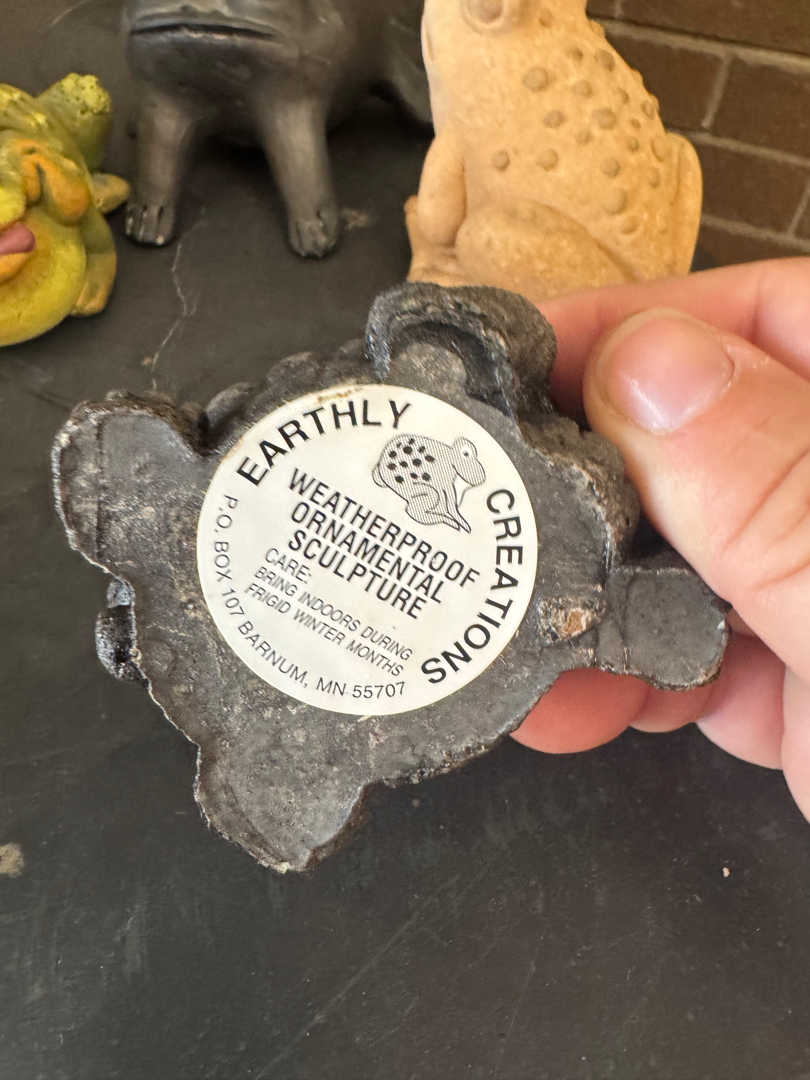 EARTHLY CREATIONS
WEATHERPROOF
ORNAMENTAL
SCULPTURE
CARE:
BRING INDOORS DURING
FRIGID WINTER MONTHS
P.O. BOX 107 BARNUM, MN 55707